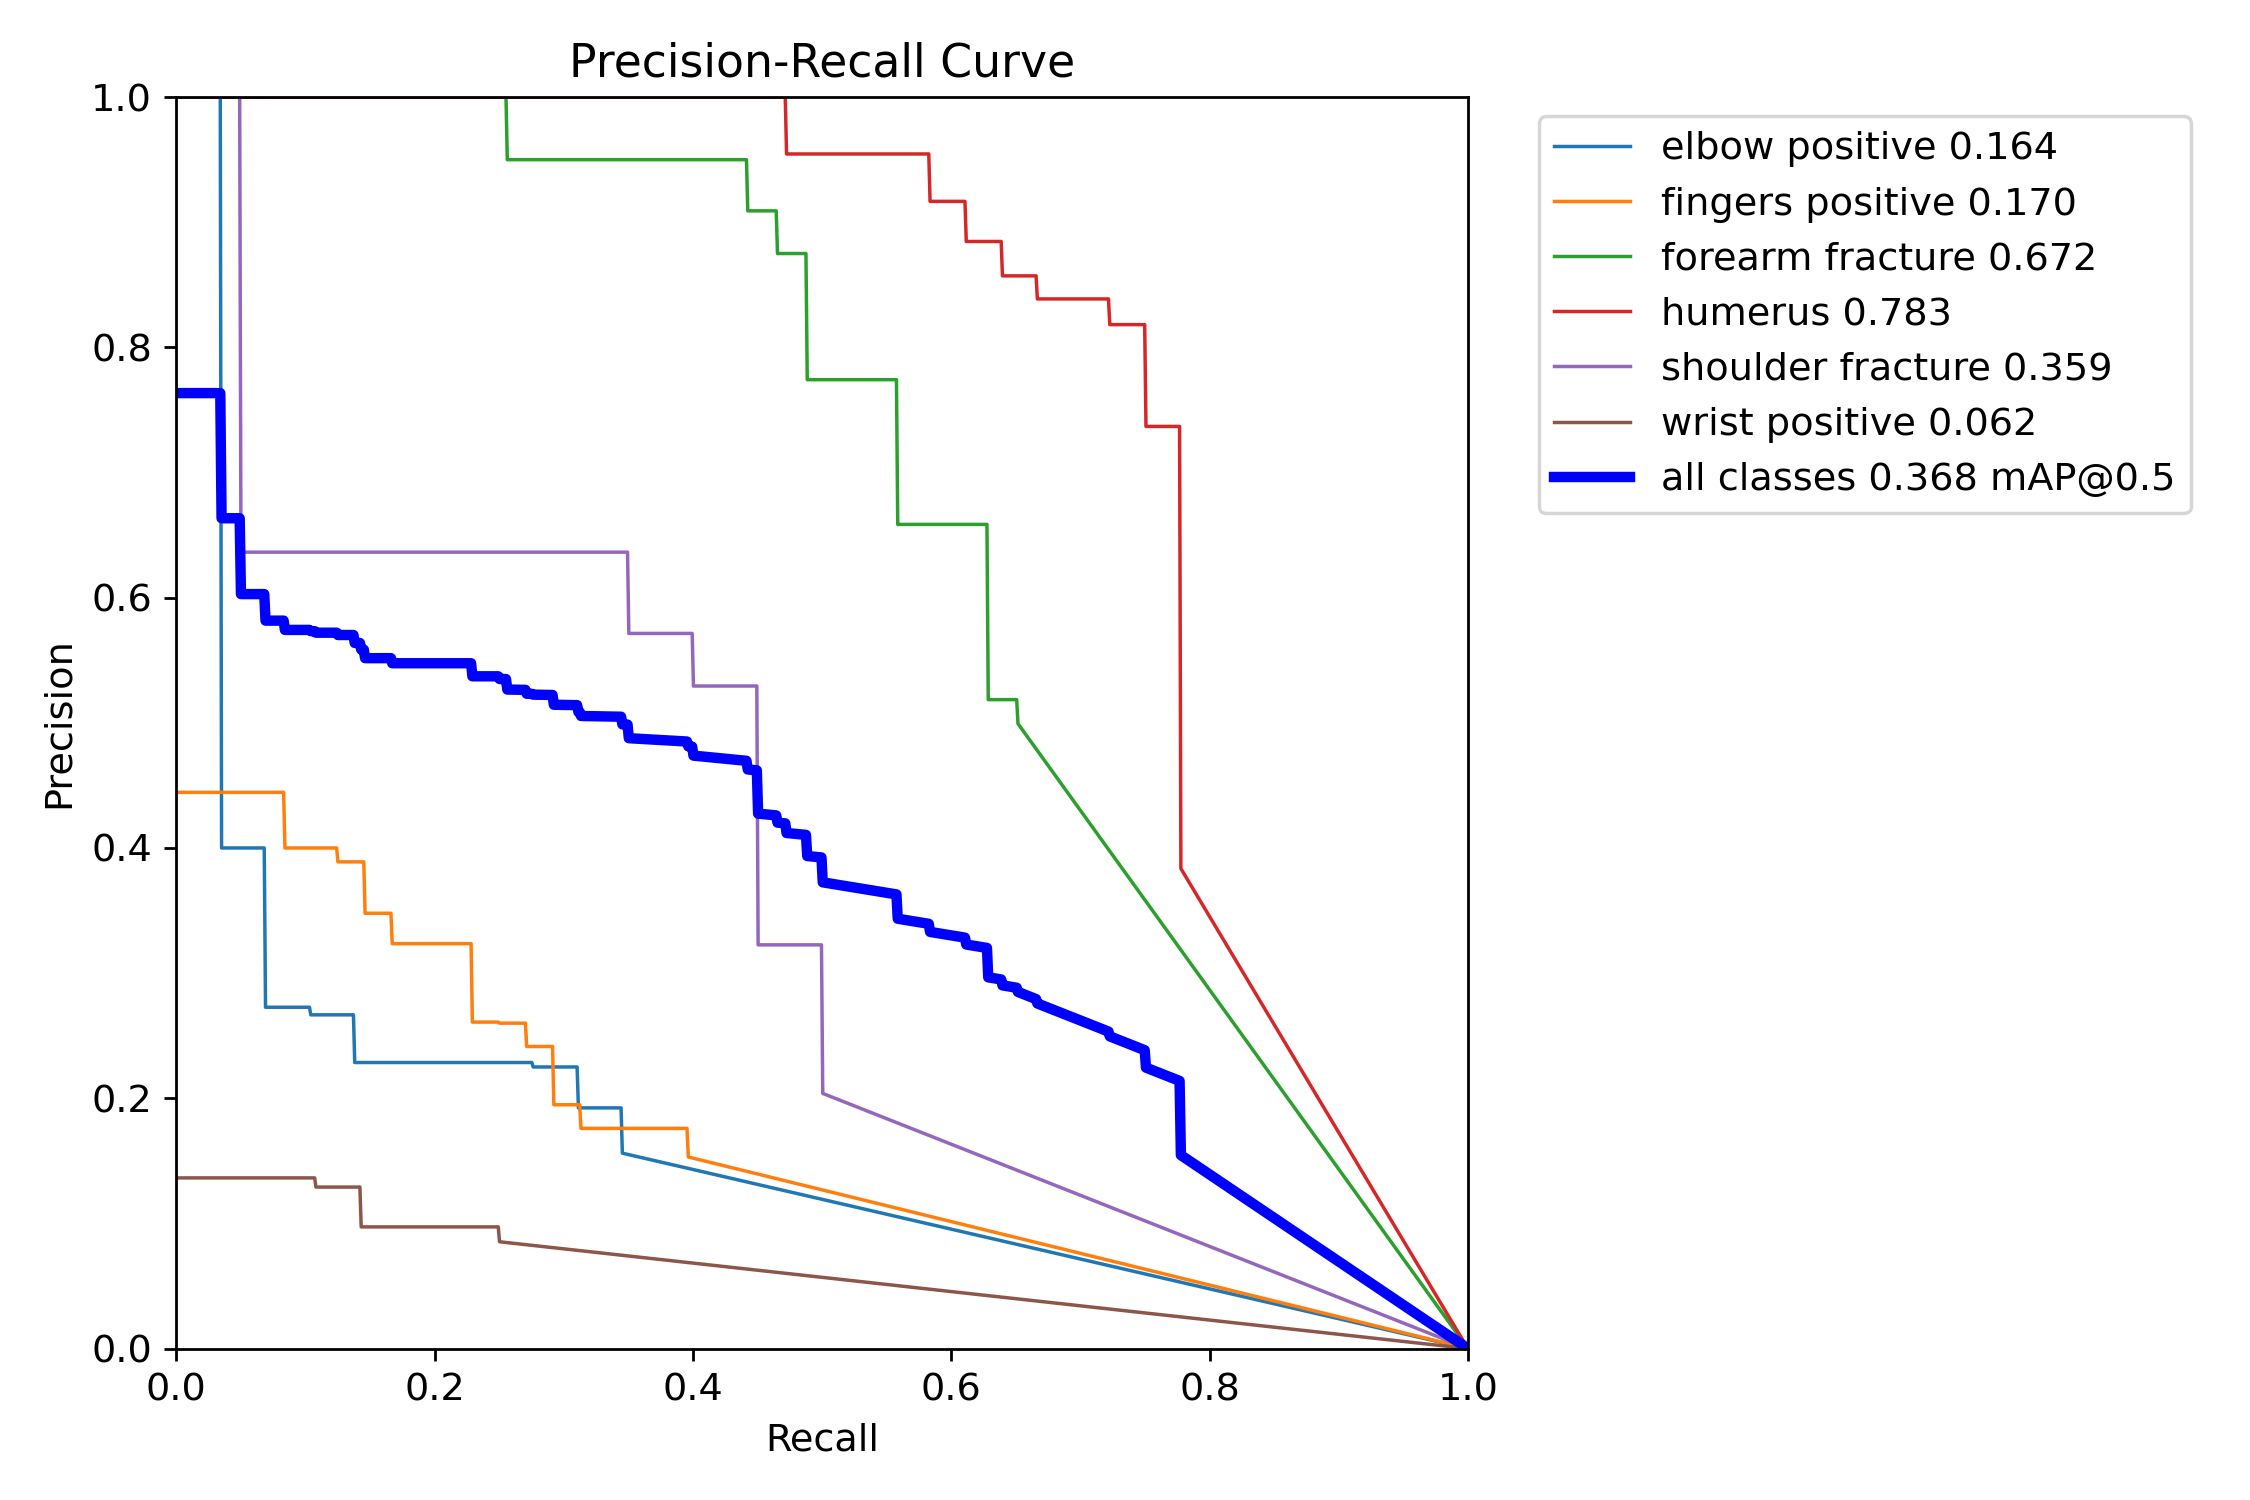 Precision-Recall Curve
1.0
0.8
0.6
0.4
0.2
0.0
Precision
0.0 0.2 0.4 0.6 0.8 1.0
Recall
elbow positive 0.164
fingers positive 0.170
forearm fracture 0.672
humerus 0.783
shoulder fracture 0.359
wrist positive 0.062
all classes 0.368 mAP@0.5